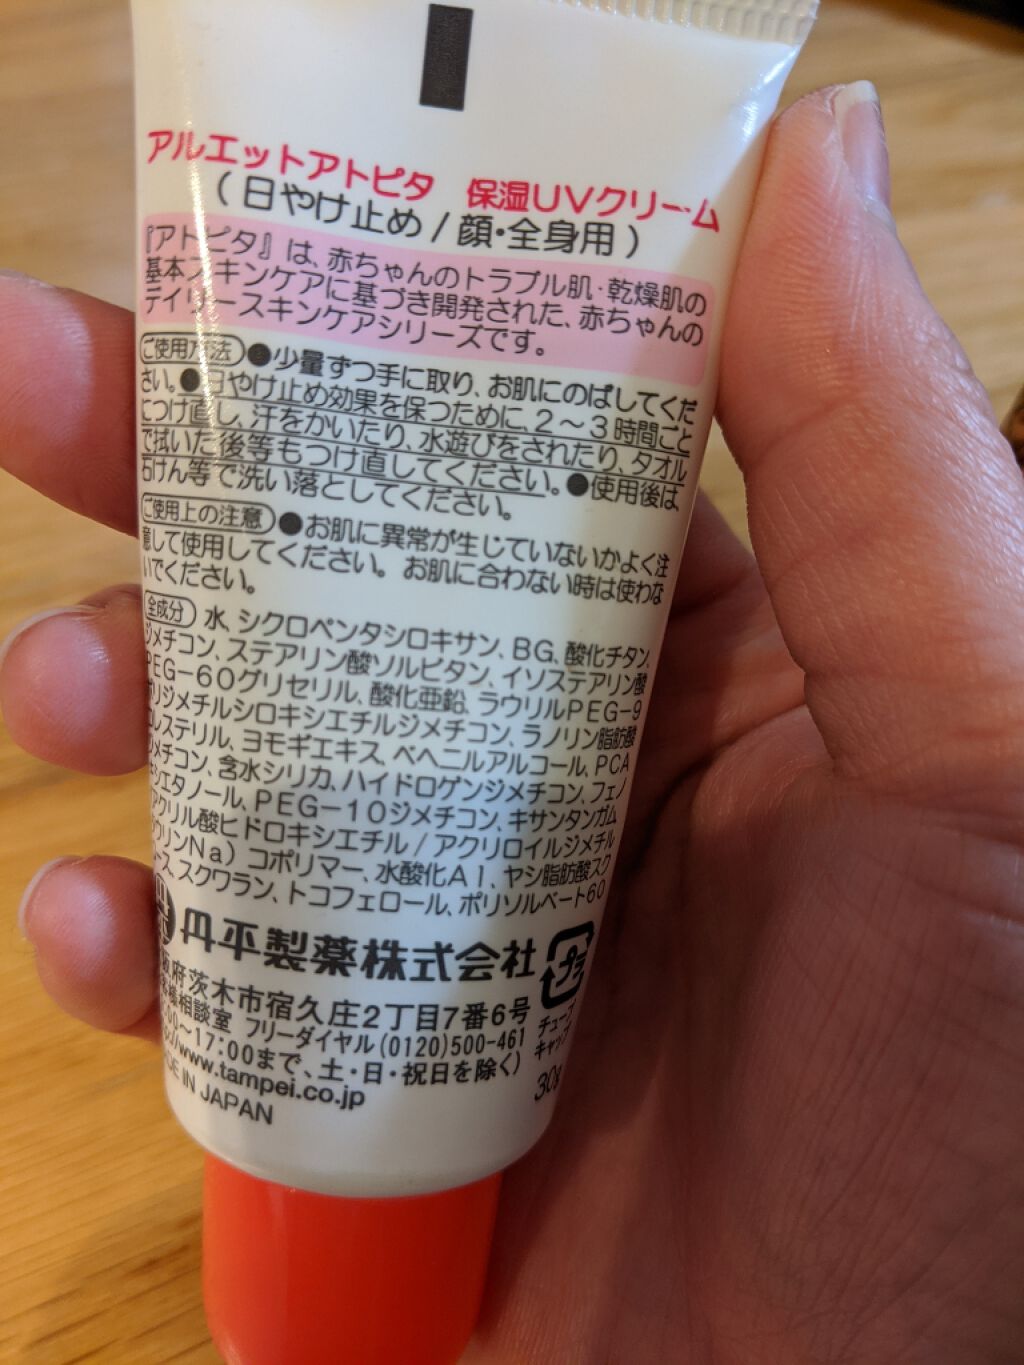 アルエットアトピタ 保湿UVクリーム
(日やけ止め/顔・全身用)
『アトピタ』は、赤ちゃんのトラブル肌・乾燥肌の
基本スキンケアに基づき開発された、赤ちゃんの
デイリースキンケアシリーズです。
ご使用方法 ●少量ずつ手に取り、お肌にのばしてくだ
さい。●日やけ止め効果を保つために、2〜3時間ごと
につけ直し、汗をかいたり、水遊びをされたり、タオル
で拭いた後等もつけ直してください。●使用後は、
石けん等で洗い落としてください。
ご使用上の注意 ●お肌に異常が生じていないかよく注
意して使用してください。お肌に合わない時は使わな
いでください。
全成分 水、シクロペンタシロキサン、BG、酸化チタン、
ジメチコン、ステアリン酸ソルビタン、イソステアリン酸
PEG-60グリセリル、酸化亜鉛、ラウリルPEG-9
ポリジメチルシロキシエチルジメチコン、ラノリン脂肪酸
コレステリル、ヨモギエキス、ベヘニルアルコール、PCA
ジメチコン、含水シリカ、ハイドロゲンジメチコン、フェノ
キシエタノール、PEG-10ジメチコン、キサンタンガム、
アクリル酸ヒドロキシエチル/アクリロイルジメチル
タウリンNa)コポリマー、水酸化Al、ヤシ脂肪酸スク
ロース、スクワラン、トコフェロール、ポリソルベート60
丹平製薬株式会社 プラ
阪府茨木市宿久庄2丁目7番6号 チューブ
客様相談室 フリーダイヤル(0120)500-461 キャップ
:00〜17:00まで、土・日・祝日を除く)
//www.tampei.co.jp 30g
IN JAPAN